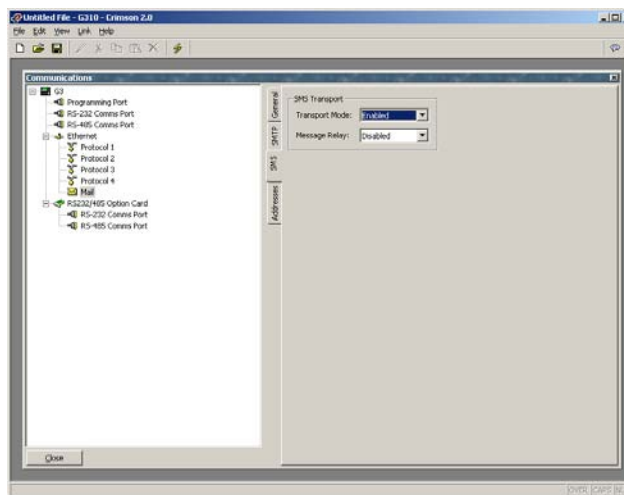 Untitled File - G310 - Crimson 2.0
File Edit View Link Help
Communications
G3
Programming Port
RS-232 Comms Port
RS-485 Comms Port
Ethernet
Protocol 1
Protocol 2
Protocol 3
Protocol 4
Mail
RS232/485 Option Card
RS-232 Comms Port
RS-485 Comms Port
General
SMTP
SMS
Addresses
SMS Transport
Transport Mode: Enabled
Message Relay: Disabled
Close
OVER CAPS